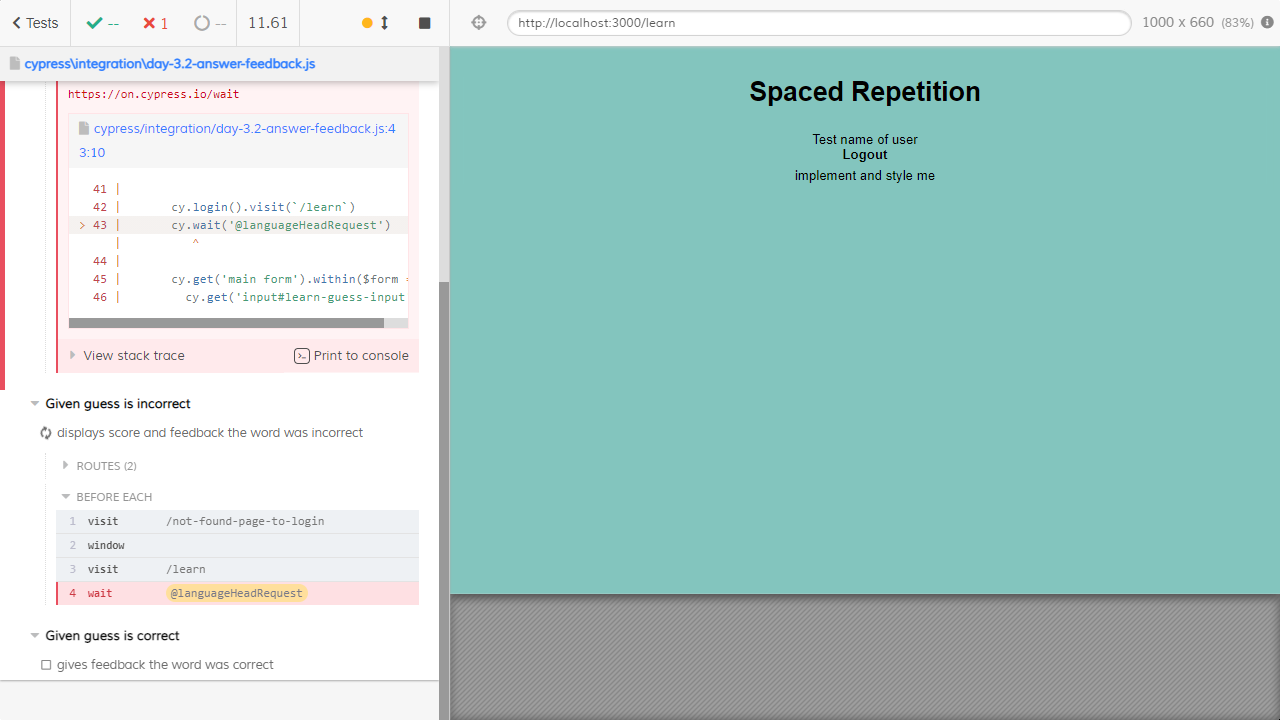 Tests
--
1
--
11.61
http://localhost:3000/learn
1000 x 660 (83%)
cypress\integration\day-3.2-answer-feedback.js
https://on.cypress.io/wait
cypress/integration/day-3.2-answer-feedback.js:4
3:10
41 |
42 | cy.login().visit(`/learn`)
> 43 | cy.wait('@languageHeadRequest')
| ^
44 |
45 | cy.get('main form').within($form =
46 | cy.get('input#learn-guess-input
View stack trace
Print to console
Given guess is incorrect
displays score and feedback the word was incorrect
ROUTES (2)
BEFORE EACH
1 visit /not-found-page-to-login
2 window
3 visit /learn
4 wait @languageHeadRequest
Given guess is correct
gives feedback the word was correct
Spaced Repetition
Test name of user
Logout
implement and style me